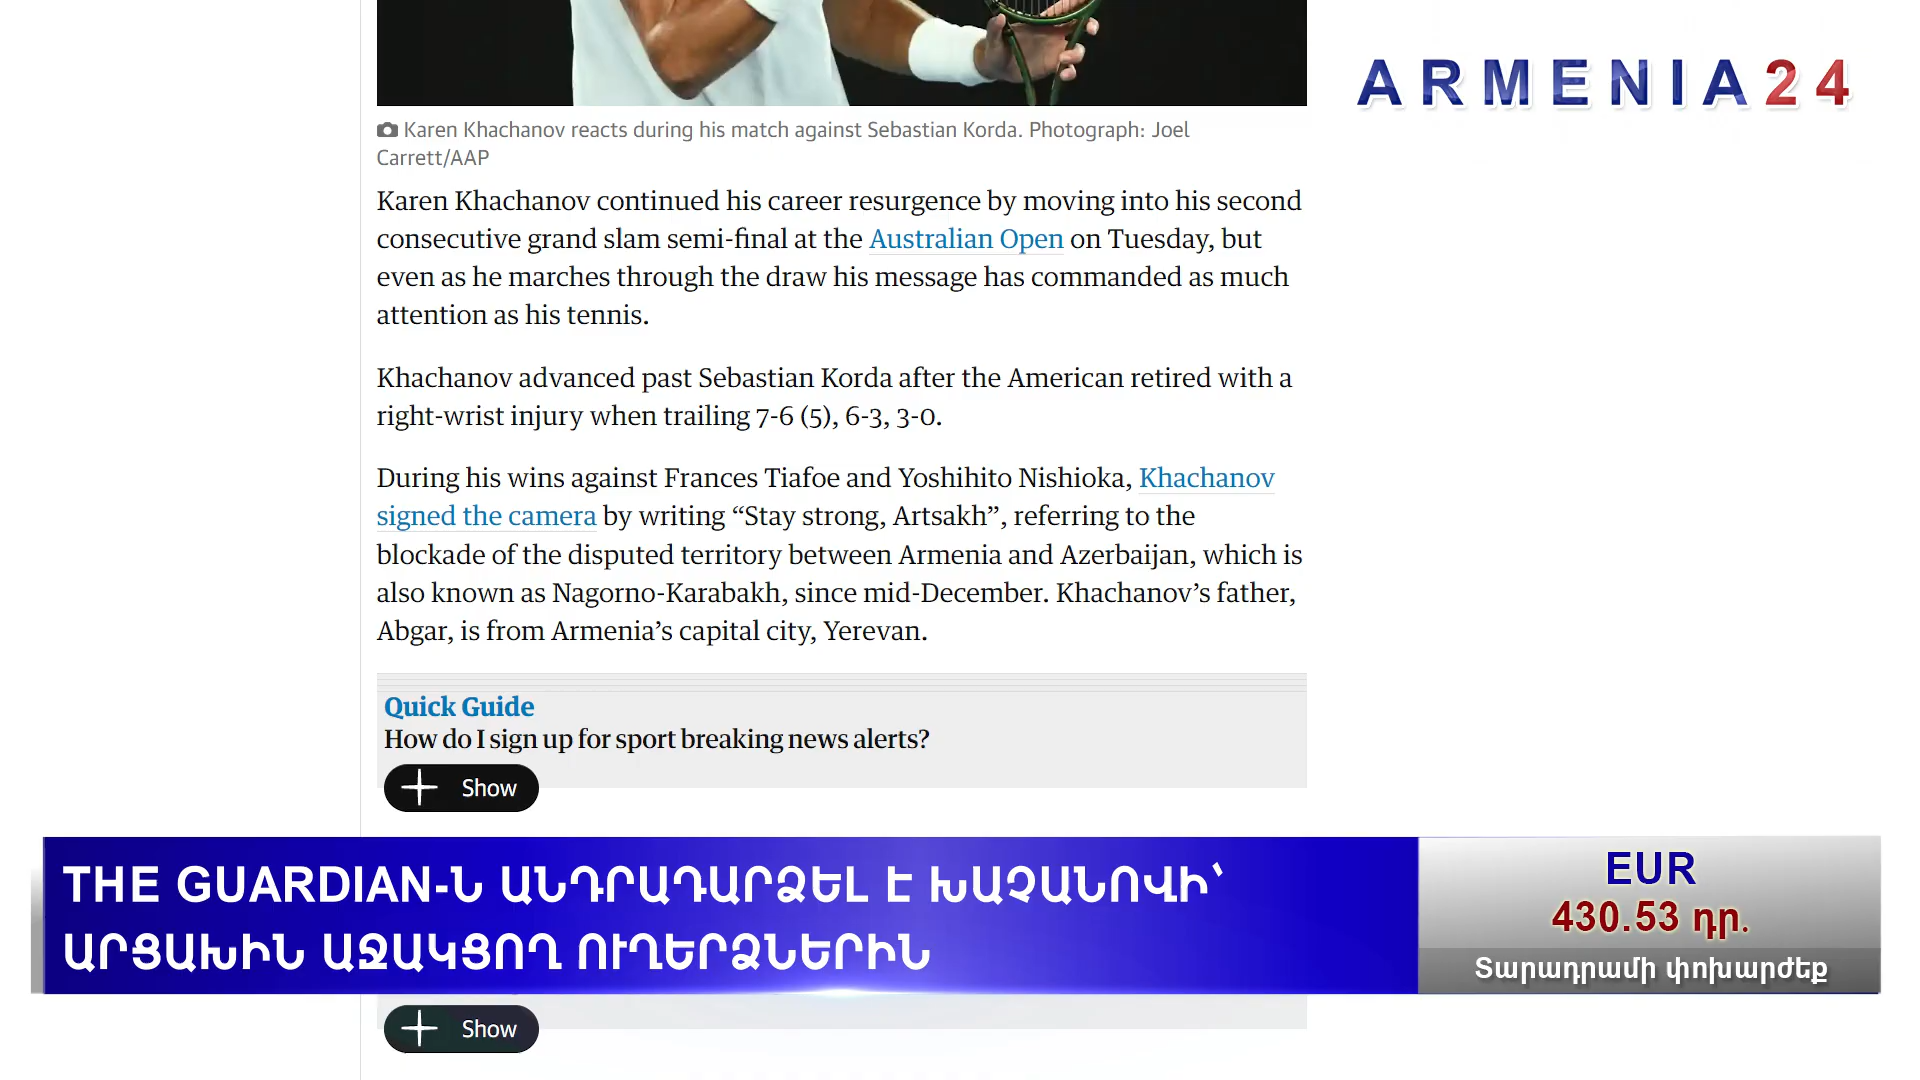 ARMENIA24
Karen Khachanov reacts during his match against Sebastian Korda. Photograph: Joel
Carrett/AAP
Karen Khachanov continued his career resurgence by moving into his second
consecutive grand slam semi-final at the Australian Open on Tuesday, but
even as he marches through the draw his message has commanded as much
attention as his tennis.
Khachanov advanced past Sebastian Korda after the American retired with a
right-wrist injury when trailing 7-6 (5), 6-3, 3-0.
During his wins against Frances Tiafoe and Yoshihito Nishioka, Khachanov
signed the camera by writing “Stay strong, Artsakh”, referring to the
blockade of the disputed territory between Armenia and Azerbaijan, which is
also known as Nagorno-Karabakh, since mid-December. Khachanov’s father,
Abgar, is from Armenia’s capital city, Yerevan.
Quick Guide
How do I sign up for sport breaking news alerts?
Show
THE GUARDIAN-Ն ԱՆԴՐԱԴԱՐՁԵԼ Է ԽԱՉԱՆՈՎԻ՝
ԱՐՑԱԽԻՆ ԱՋԱԿՑՈՂ ՈՒՂԵՐՁՆԵՐԻՆ
EUR
430.53 դր.
Տարադրամի փոխարժեք
Show